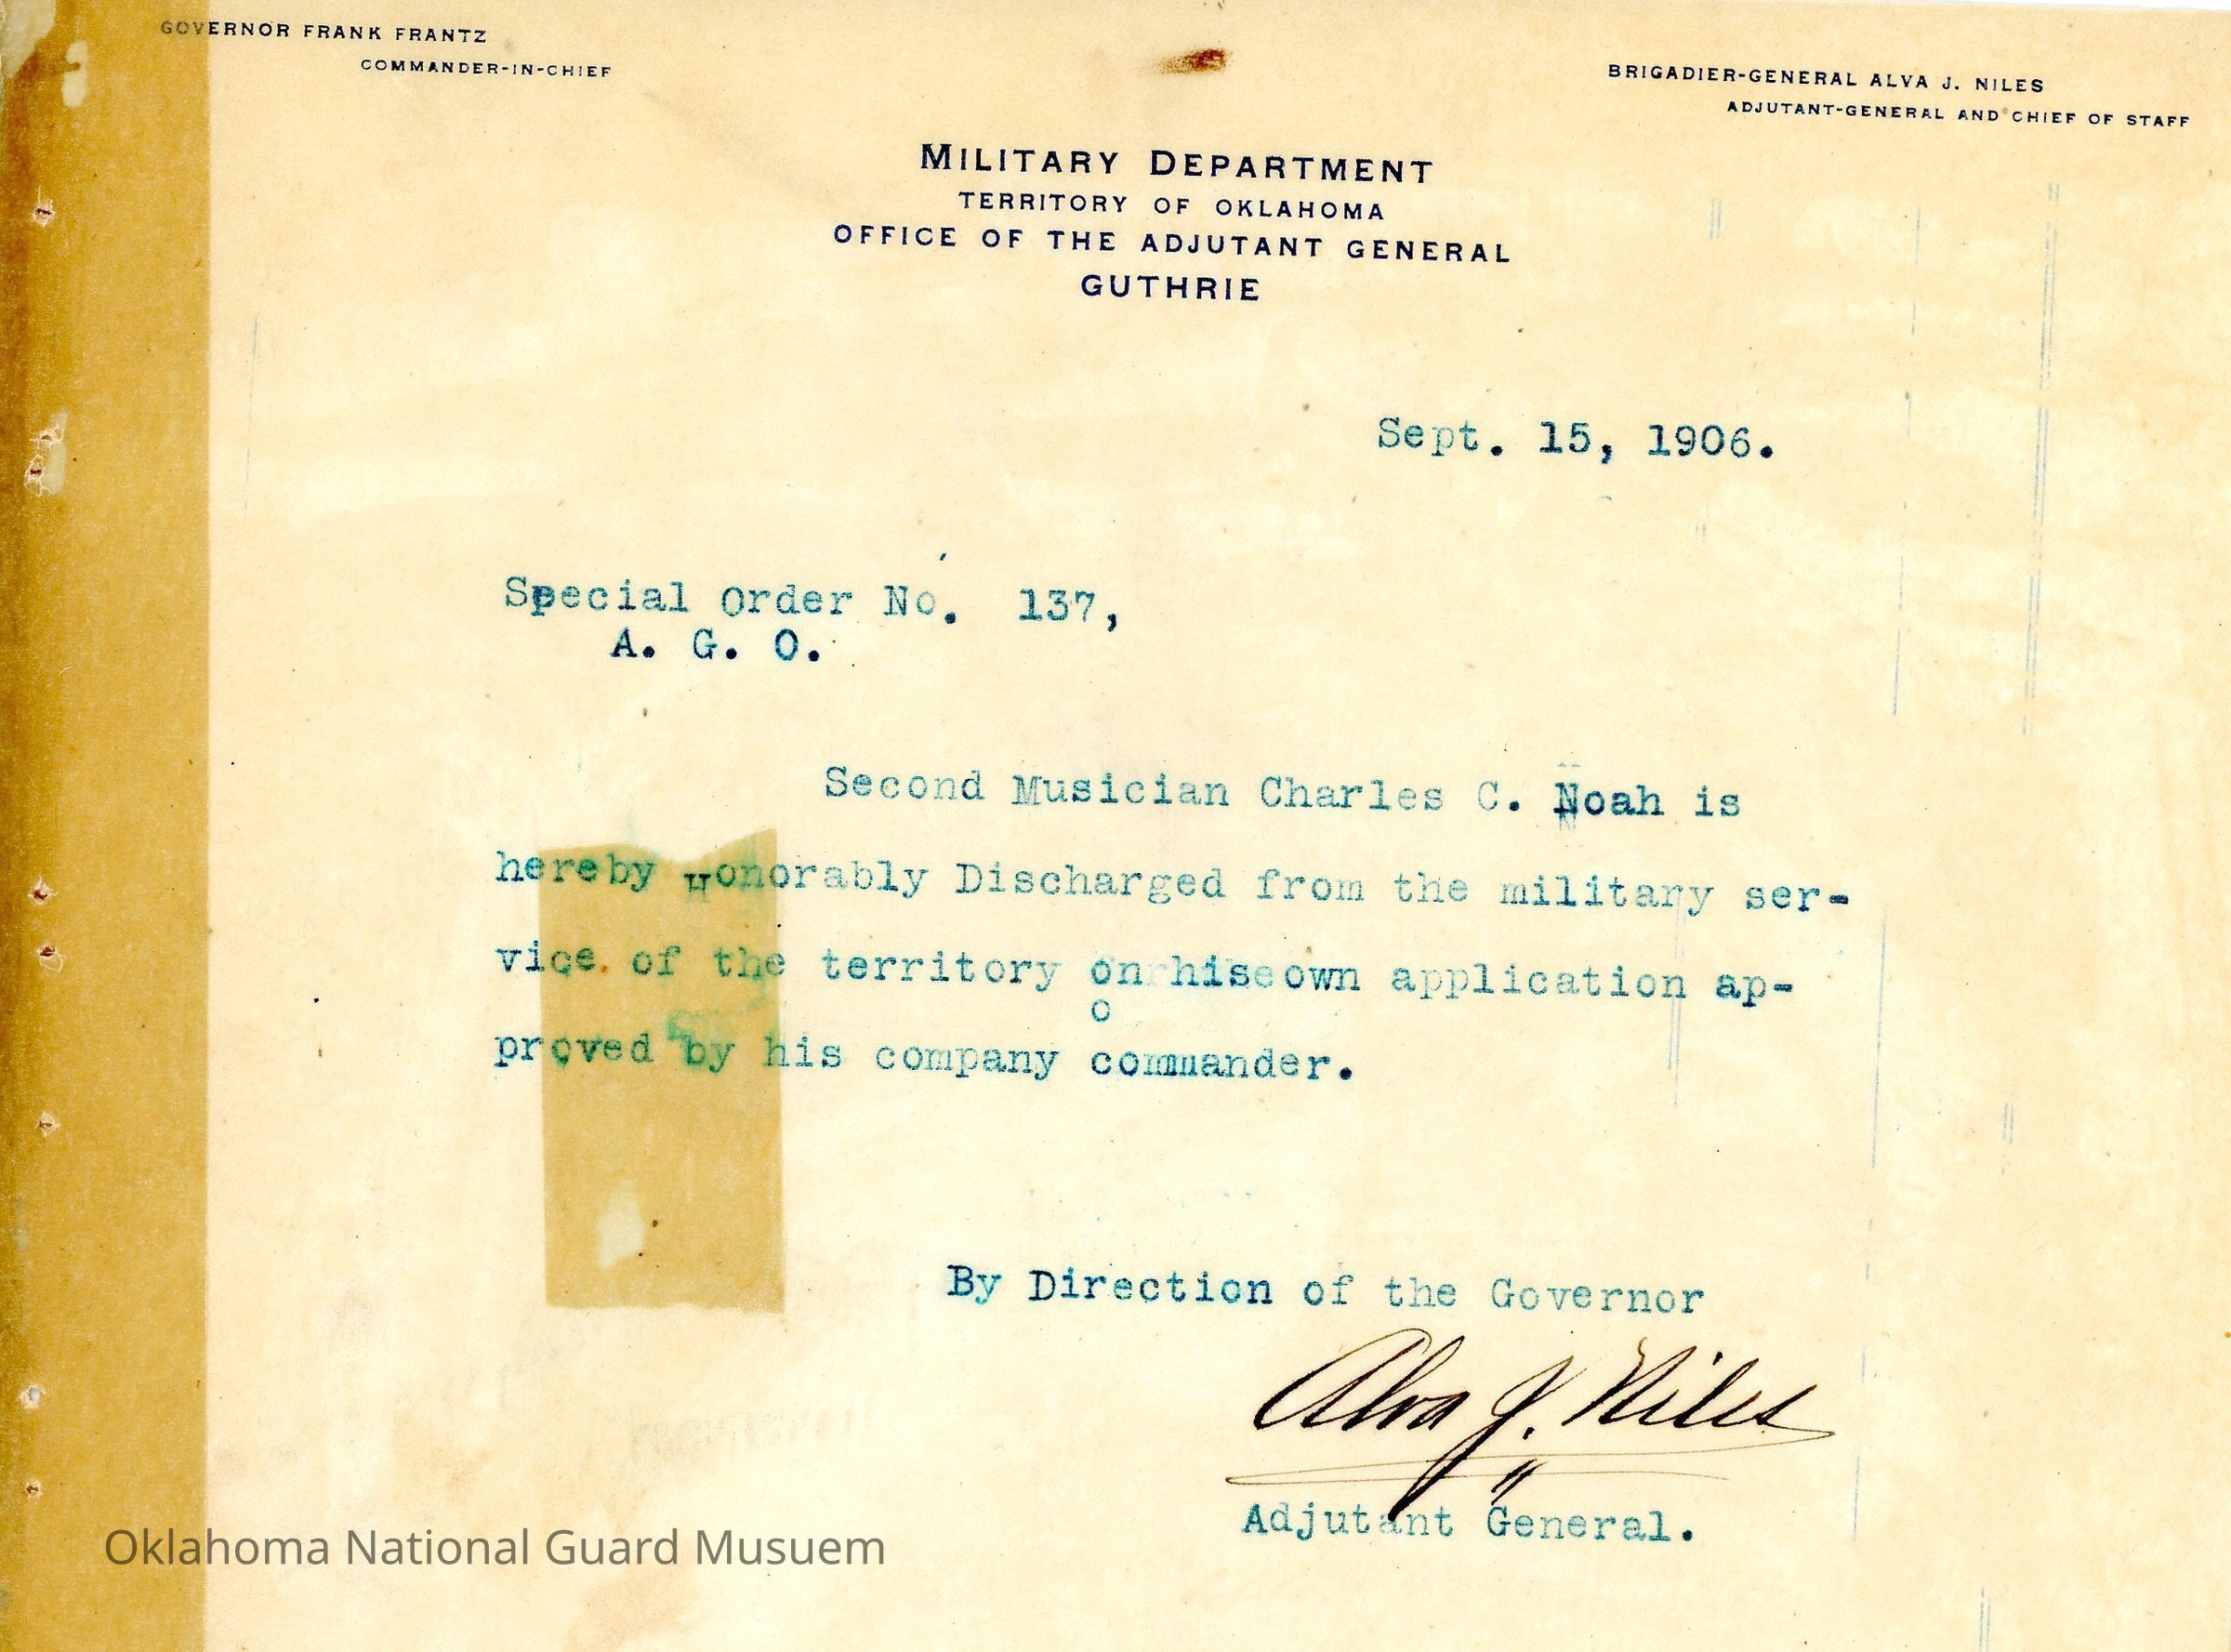 GOVERNOR FRANK FRANTZ
COMMANDER-IN-CHIEF
BRIGADIER-GENERAL ALVA J. NILES
ADJUTANT-GENERAL AND CHIEF OF STAFF
MILITARY DEPARTMENT
TERRITORY OF OKLAHOMA
OFFICE OF THE ADJUTANT GENERAL
GUTHRIE
Sept. 15, 1906.
Special Order No. 137,
A. G. O.
Second Musician Charles C. Noah is
hereby Honorably Discharged from the military ser-
vice of the territory on his own application ap-
proved by his company commander.
By Direction of the Governor
Alva J. Niles
Adjutant General.
Oklahoma National Guard Musuem